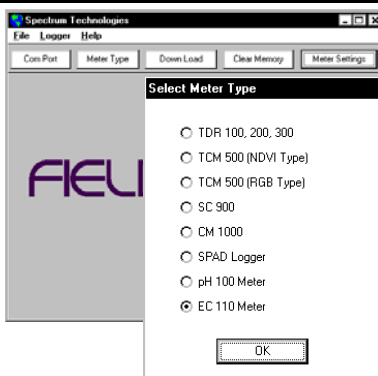 Spectrum Technologies
File Logger Help
Com Port Meter Type Down Load Clear Memory Meter Settings
Select Meter Type
FIEL
TDR 100, 200, 300
TCM 500 (NDVI Type)
TCM 500 (RGB Type)
SC 900
CM 1000
SPAD Logger
pH 100 Meter
EC 110 Meter
OK